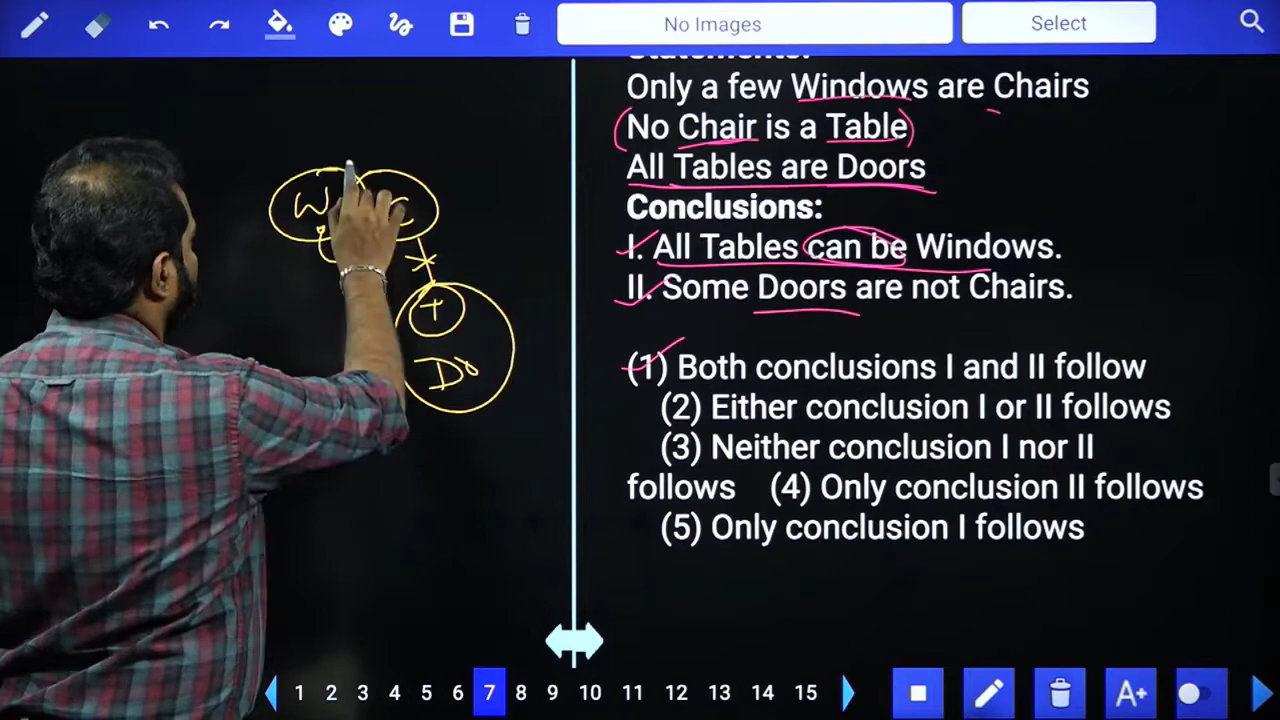 No Images
Select
Statements:
Only a few Windows are Chairs
No Chair is a Table
All Tables are Doors
Conclusions:
I. All Tables can be Windows.
II. Some Doors are not Chairs.
(1) Both conclusions I and II follow
(2) Either conclusion I or II follows
(3) Neither conclusion I nor II
follows (4) Only conclusion II follows
(5) Only conclusion I follows
W C
T
Dr
1 2 3 4 5 6 7 8 9 10 11 12 13 14 15
A+